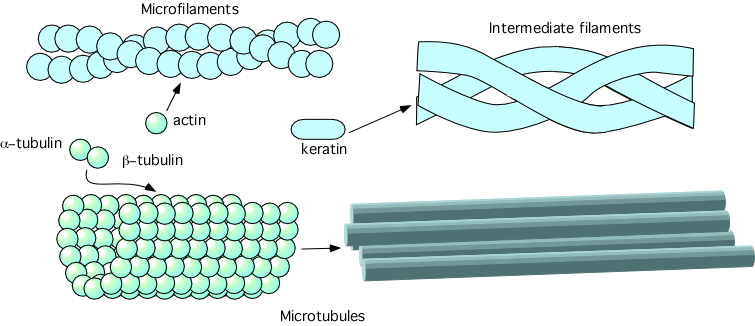 Microfilaments
Intermediate filaments
actin
keratin
α-tubulin
β-tubulin
Microtubules